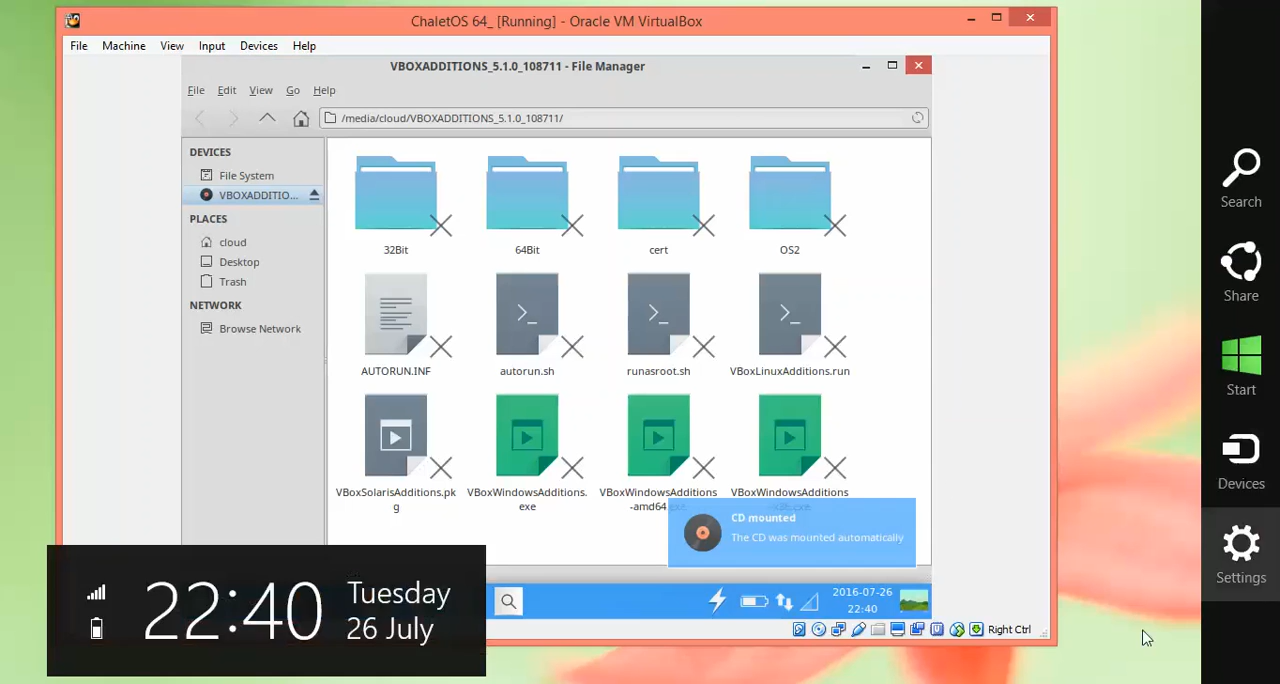 ChaletOS 64_ [Running] - Oracle VM VirtualBox
File Machine View Input Devices Help
VBOXADDITIONS_5.1.0_108711 - File Manager
File Edit View Go Help
/media/cloud/VBOXADDITIONS_5.1.0_108711/
DEVICES
File System
VBOXADDITIO...
PLACES
cloud
Desktop
Trash
NETWORK
Browse Network
32Bit 64Bit cert OS2
AUTORUN.INF autorun.sh runasroot.sh VBoxLinuxAdditions.run
VBoxSolarisAdditions.pk
g
VBoxWindowsAdditions.
exe
VBoxWindowsAdditions
-amd64.exe
VBoxWindowsAdditions
-x86.exe
CD mounted
The CD was mounted automatically
2016-07-26
22:40
Right Ctrl
22:40
Tuesday
26 July
Search
Share
Start
Devices
Settings